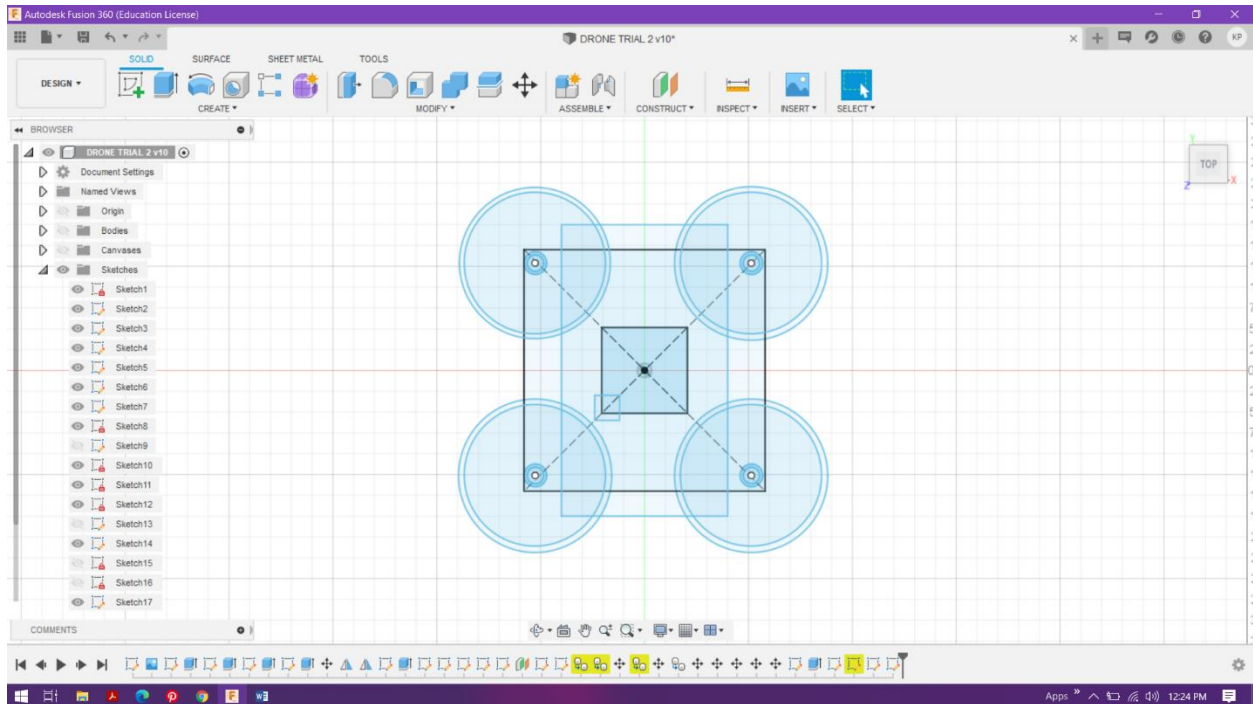 Autodesk Fusion 360 (Education License)
DRONE TRIAL 2 v10*
KP
SOLID SURFACE SHEET METAL TOOLS
DESIGN
CREATE MODIFY ASSEMBLE CONSTRUCT INSPECT INSERT SELECT
BROWSER
DRONE TRIAL 2 v10
Document Settings
Named Views
Origin
Bodies
Canvases
Sketches
Sketch1
Sketch2
Sketch3
Sketch4
Sketch5
Sketch6
Sketch7
Sketch8
Sketch9
Sketch10
Sketch11
Sketch12
Sketch13
Sketch14
Sketch15
Sketch16
Sketch17
Y
TOP
X
Z
COMMENTS
Apps
12:24 PM